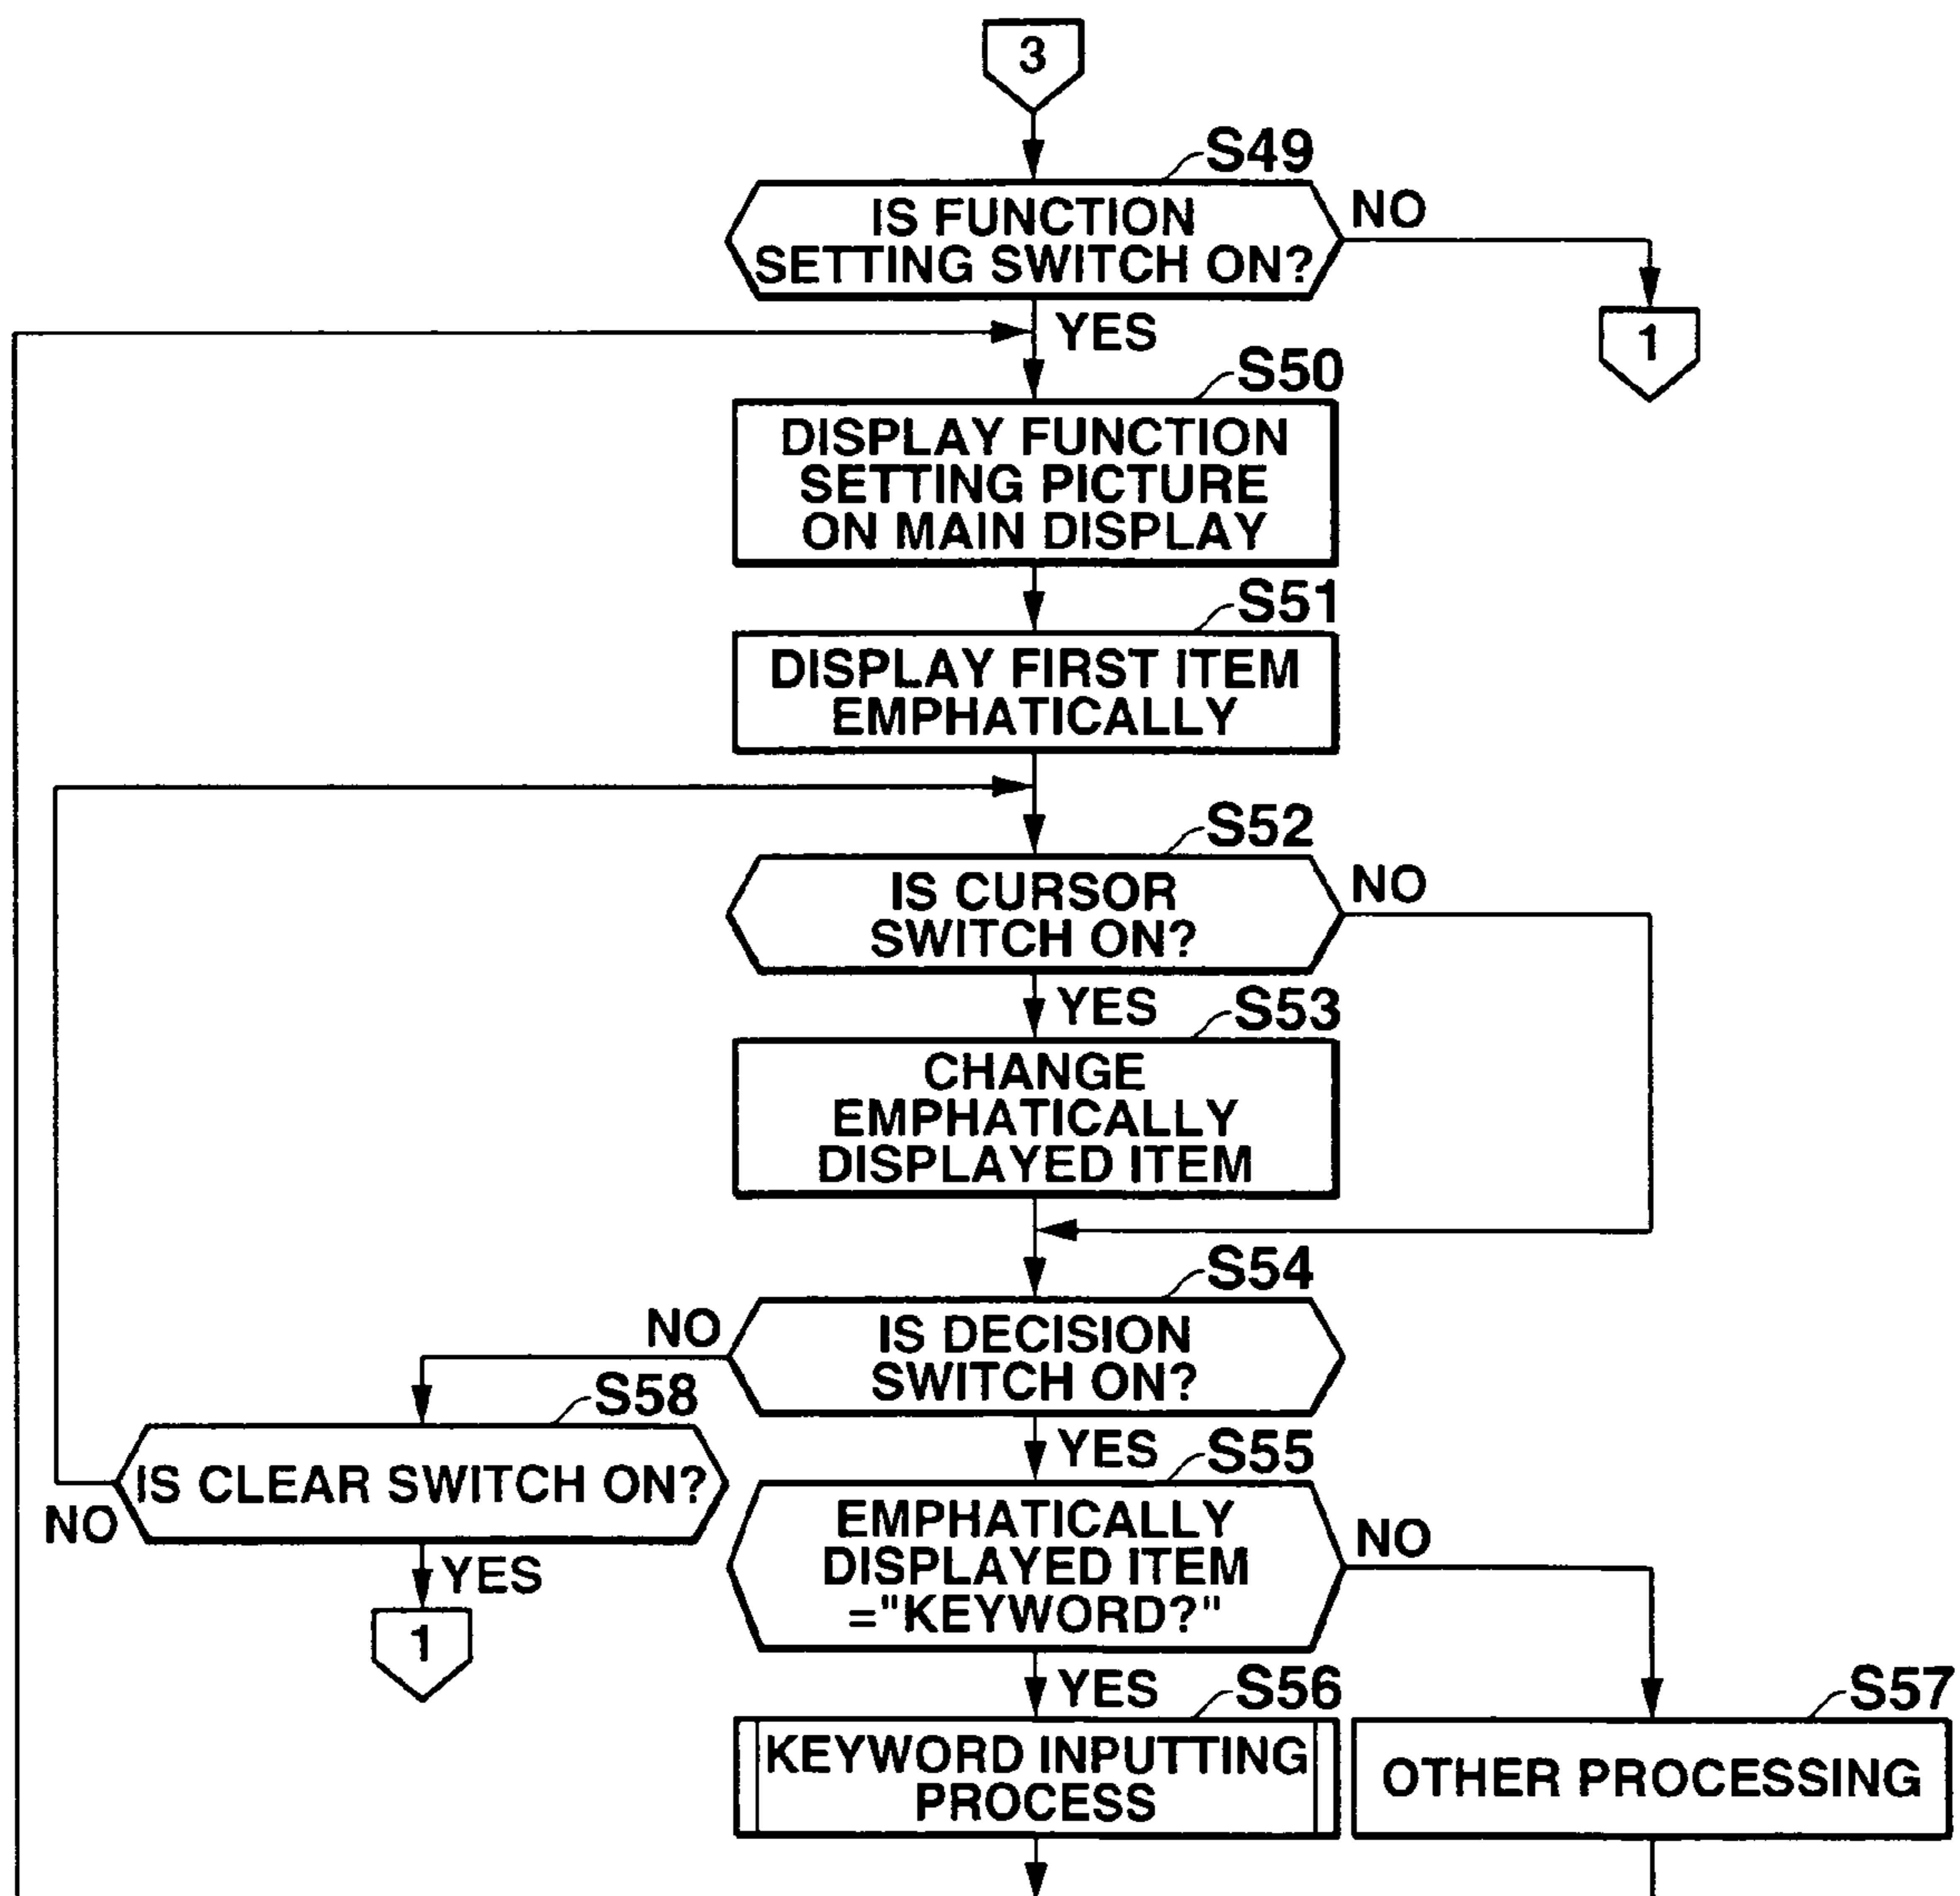 3
S49
IS FUNCTION
SETTING SWITCH ON?
NO
1
YES
S50
DISPLAY FUNCTION
SETTING PICTURE
ON MAIN DISPLAY
S51
DISPLAY FIRST ITEM
EMPHATICALLY
S52
IS CURSOR
SWITCH ON?
NO
YES
S53
CHANGE
EMPHATICALLY
DISPLAYED ITEM
S54
IS DECISION
SWITCH ON?
NO
S58
IS CLEAR SWITCH ON?
NO
YES
1
YES
S55
EMPHATICALLY
DISPLAYED ITEM
="KEYWORD?"
NO
YES
S56
KEYWORD INPUTTING
PROCESS
S57
OTHER PROCESSING